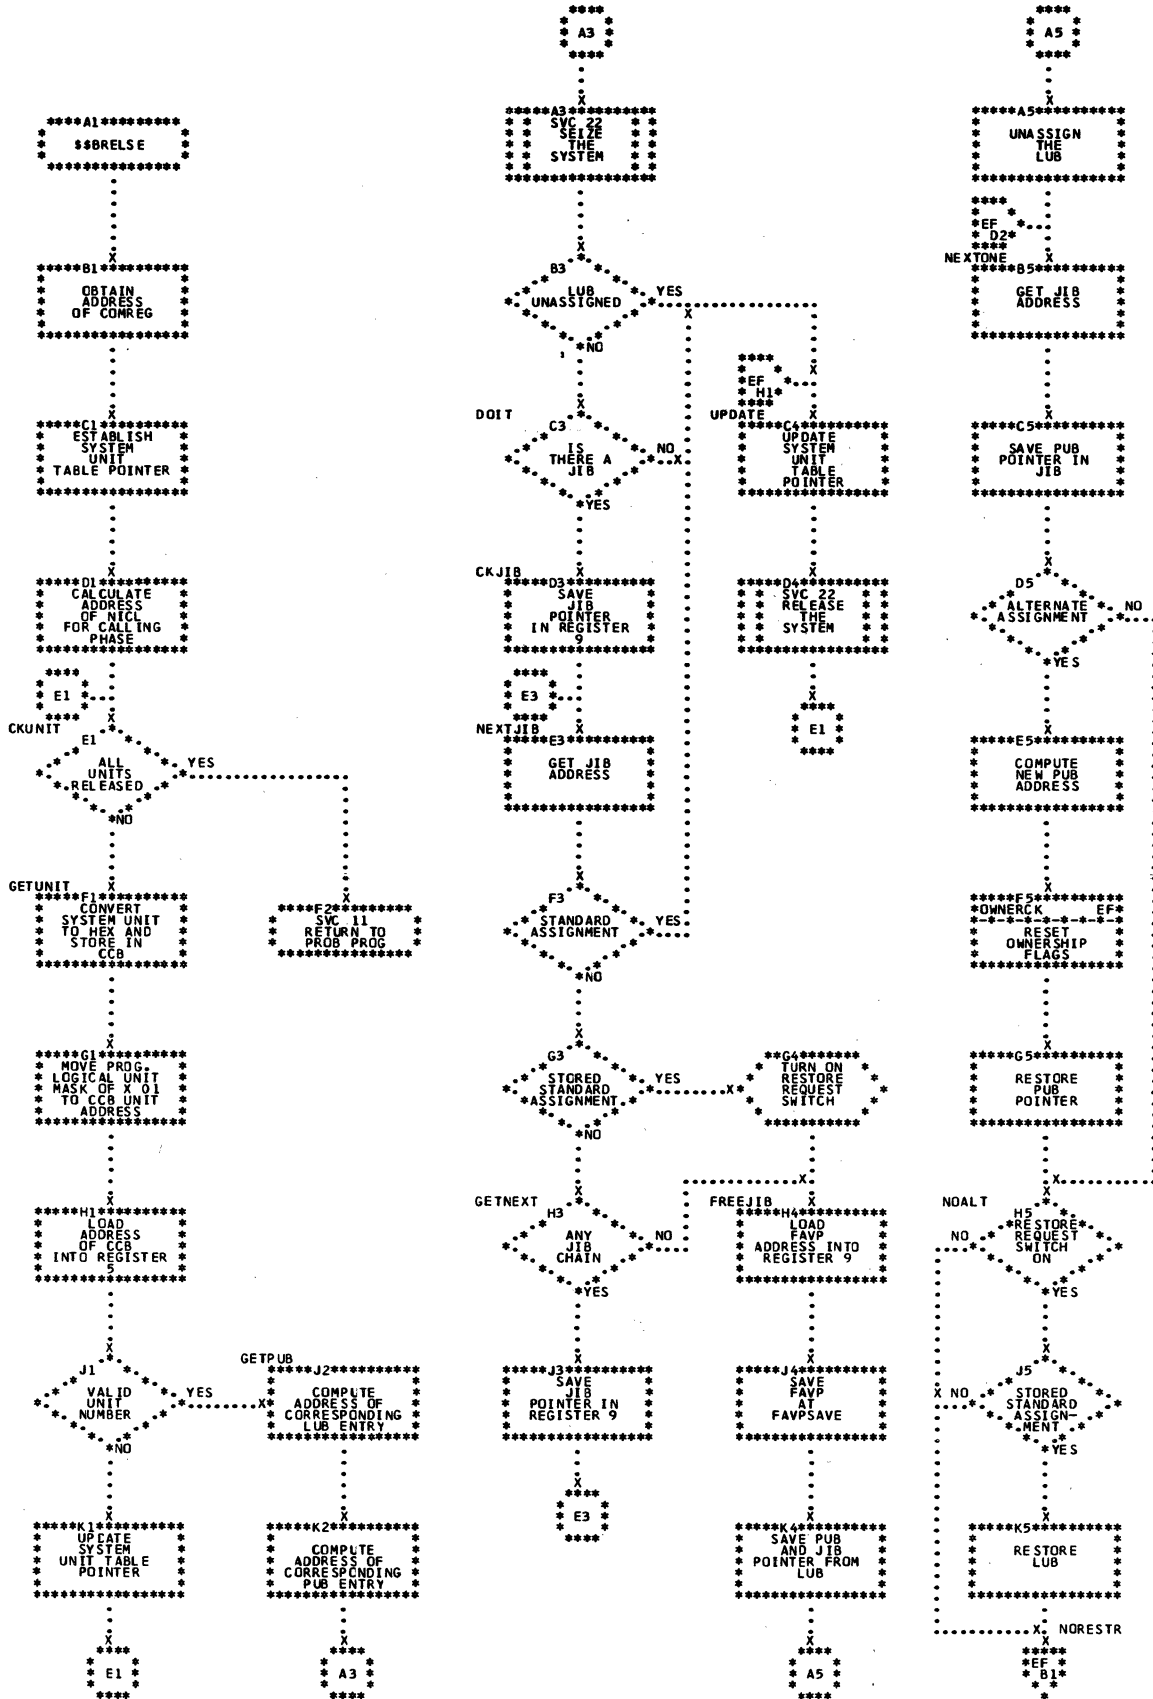 A1
$$BRELSE
B1
OBTAIN
ADDRESS
OF COMREG
C1
ESTABLISH
SYSTEM
UNIT
TABLE POINTER
D1
CALCULATE
ADDRESS
OF NICL
FOR CALLING
PHASE
E1
CKUNIT
E1
ALL
UNITS
RELEASED
YES
NO
GETUNIT
F1
CONVERT
SYSTEM UNIT
TO HEX AND
STORE IN
CCB
F2
SVC 11
RETURN TO
PROB PROG
G1
MOVE PROG.
LOGICAL UNIT
MASK OF X 01
TO CCB UNIT
ADDRESS
H1
LOAD
ADDRESS
OF CCB
INTO REGISTER
5
J1
VALID
UNIT
NUMBER
YES
NO
GETPUB
J2
COMPUTE
ADDRESS OF
CORRESPONDING
LUB ENTRY
K1
UPDATE
SYSTEM
UNIT TABLE
POINTER
K2
COMPUTE
ADDRESS OF
CORRESPONDING
PUB ENTRY
E1
A3
A3
A3
SVC 22
SEIZE
THE
SYSTEM
B3
LUB
UNASSIGNED
YES
NO
DOIT
C3
IS
THERE A
JIB
NO
YES
CKJIB
D3
SAVE
JIB
POINTER
IN REGISTER
9
E3
NEXTJIB
E3
GET JIB
ADDRESS
F3
STANDARD
ASSIGNMENT
YES
NO
G3
STORED
STANDARD
ASSIGNMENT
YES
NO
GETNEXT
H3
ANY
JIB
CHAIN
NO
YES
J3
SAVE
JIB
POINTER IN
REGISTER 9
E3
EF
H1
UPDATE
C4
UPDATE
SYSTEM
UNIT
TABLE
POINTER
D4
SVC 22
RELEASE
THE
SYSTEM
E1
G4
TURN ON
RESTORE
REQUEST
SWITCH
FREEJIB
H4
LOAD
FAVP
ADDRESS INTO
REGISTER 9
J4
SAVE
FAVP
AT
FAVPSAVE
K4
SAVE PUB
AND JIB
POINTER FROM
LUB
A5
A5
A5
UNASSIGN
THE
LUB
EF
D2
NEXTONE
B5
GET JIB
ADDRESS
C5
SAVE PUB
POINTER IN
JIB
D5
ALTERNATE
ASSIGNMENT
NO
YES
E5
COMPUTE
NEW PUB
ADDRESS
F5
OWNERCK EF
RESET
OWNERSHIP
FLAGS
G5
RESTORE
PUB
POINTER
NOALT
H5
RESTORE
REQUEST
SWITCH
ON
NO
YES
J5
STORED
STANDARD
ASSIGN-
MENT
NO
YES
K5
RESTORE
LUB
NORESTR
EF
B1